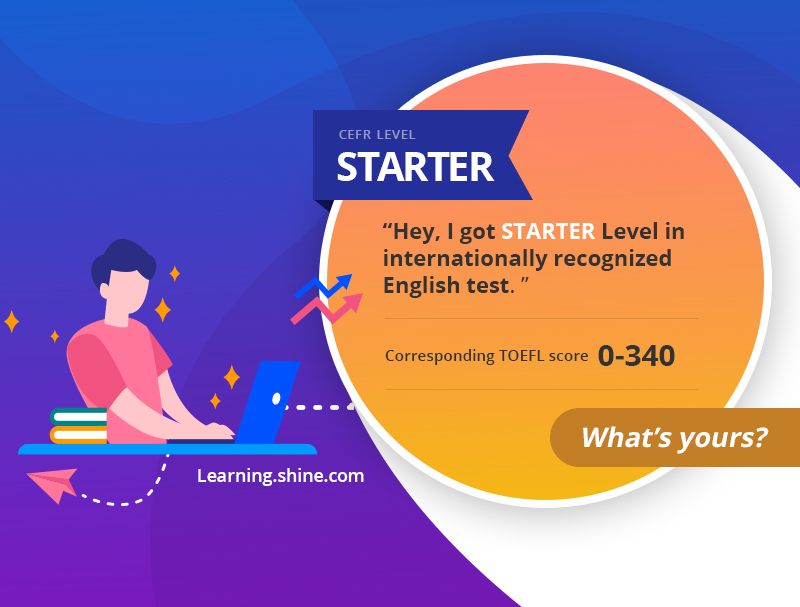 CEFR LEVEL
STARTER
“Hey, I got STARTER Level in
internationally recognized
English test. ”
Corresponding TOEFL score 0-340
What’s yours?
Learning.shine.com